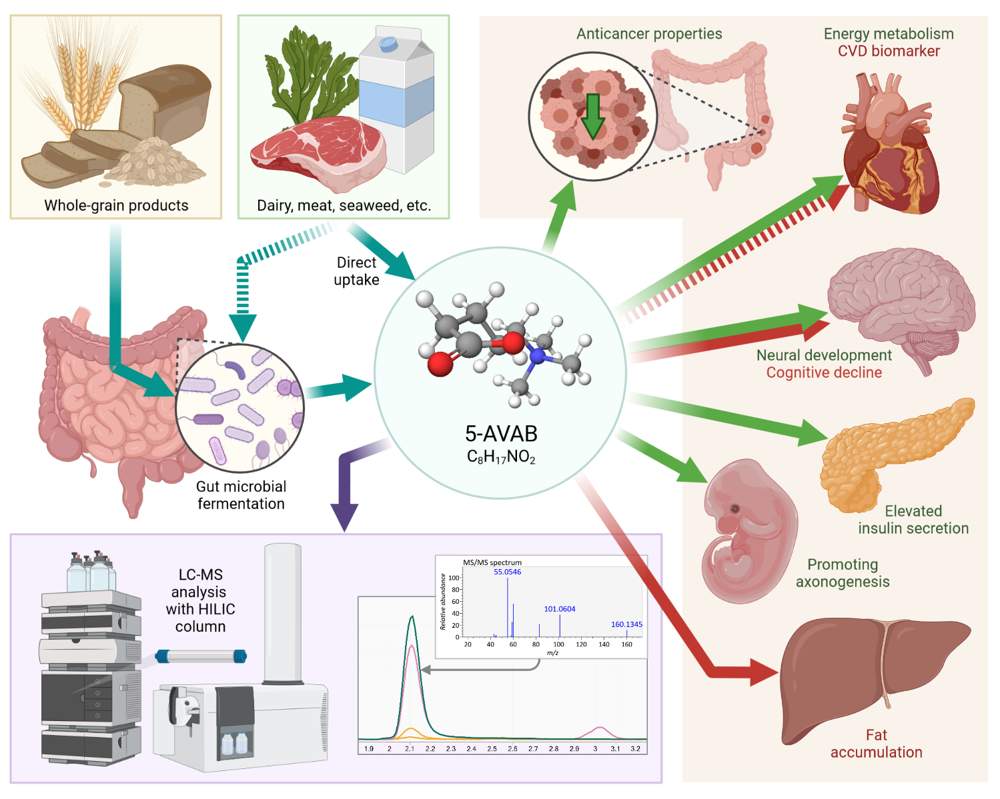 Whole-grain products
Dairy, meat, seaweed, etc.
Anticancer properties
Energy metabolism
CVD biomarker
Direct
uptake
Neural development
Cognitive decline
5-AVAB
C₈H₁₇NO₂
Gut microbial
fermentation
Elevated
insulin secretion
Promoting
axonogenesis
LC-MS
analysis
with HILIC
column
MS/MS spectrum
55.0546
101.0604
160.1345
Relative abundance
100
80
60
40
20
0
20 40 60 80 100 120 140 160
m/z
1.9 2 2.1 2.2 2.3 2.4 2.5 2.6 2.7 2.8 2.9 3 3.1 3.2
Fat
accumulation